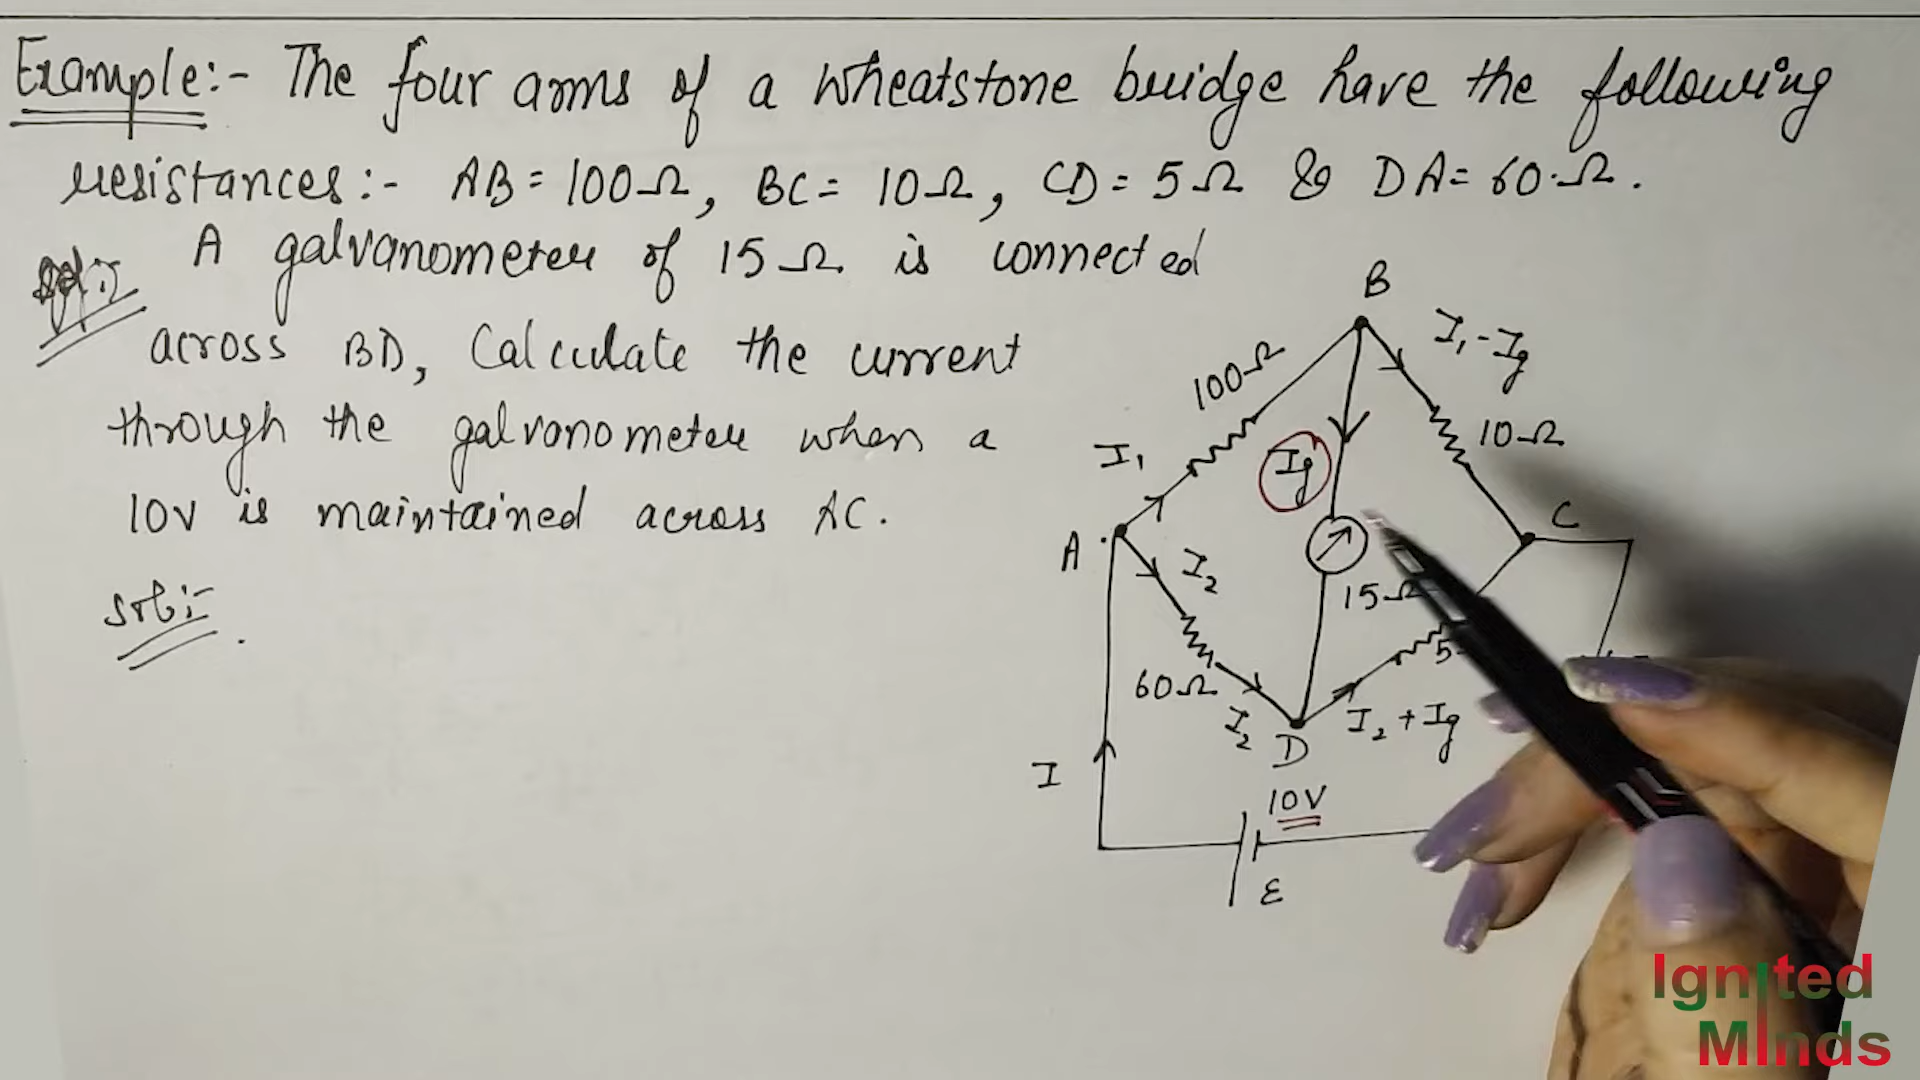 Example:- The four arms of a wheatstone bridge have the following
resistances:- AB = 100Ω, BC = 10Ω, CD = 5Ω & DA = 60Ω.
A galvanometer of 15Ω is connected
across BD, Calculate the current
through the galvanometer when a
10v is maintained across AC.
Sol:-
B
I₁ - Ig
100Ω
10Ω
I₁
Ig
C
A
I₂
15Ω
5
60Ω
I₂
I₂ + Ig
D
I
10V
E
Ignited
Minds